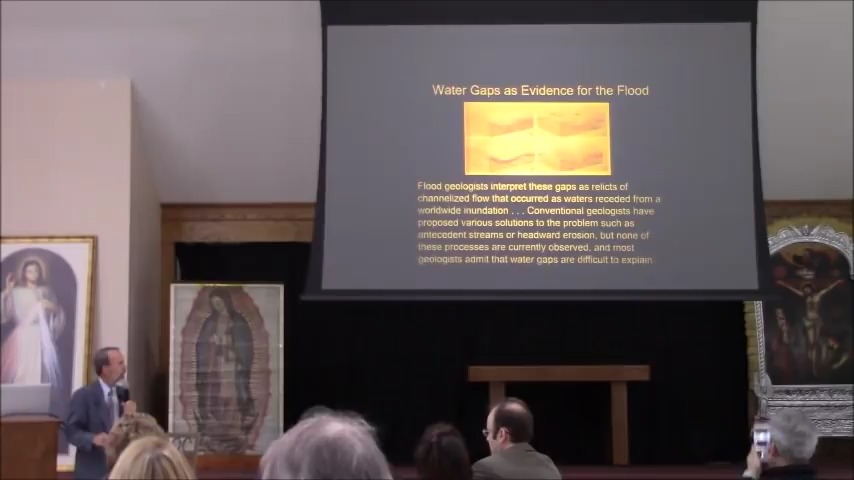 Water Gaps as Evidence for the Flood
Flood geologists interpret these gaps as relicts of
channelized flow that occurred as waters receded from a
worldwide inundation . . . Conventional geologists have
proposed various solutions to the problem such as
antecedent streams or headward erosion, but none of
these processes are currently observed, and most
geologists admit that water gaps are difficult to explain.